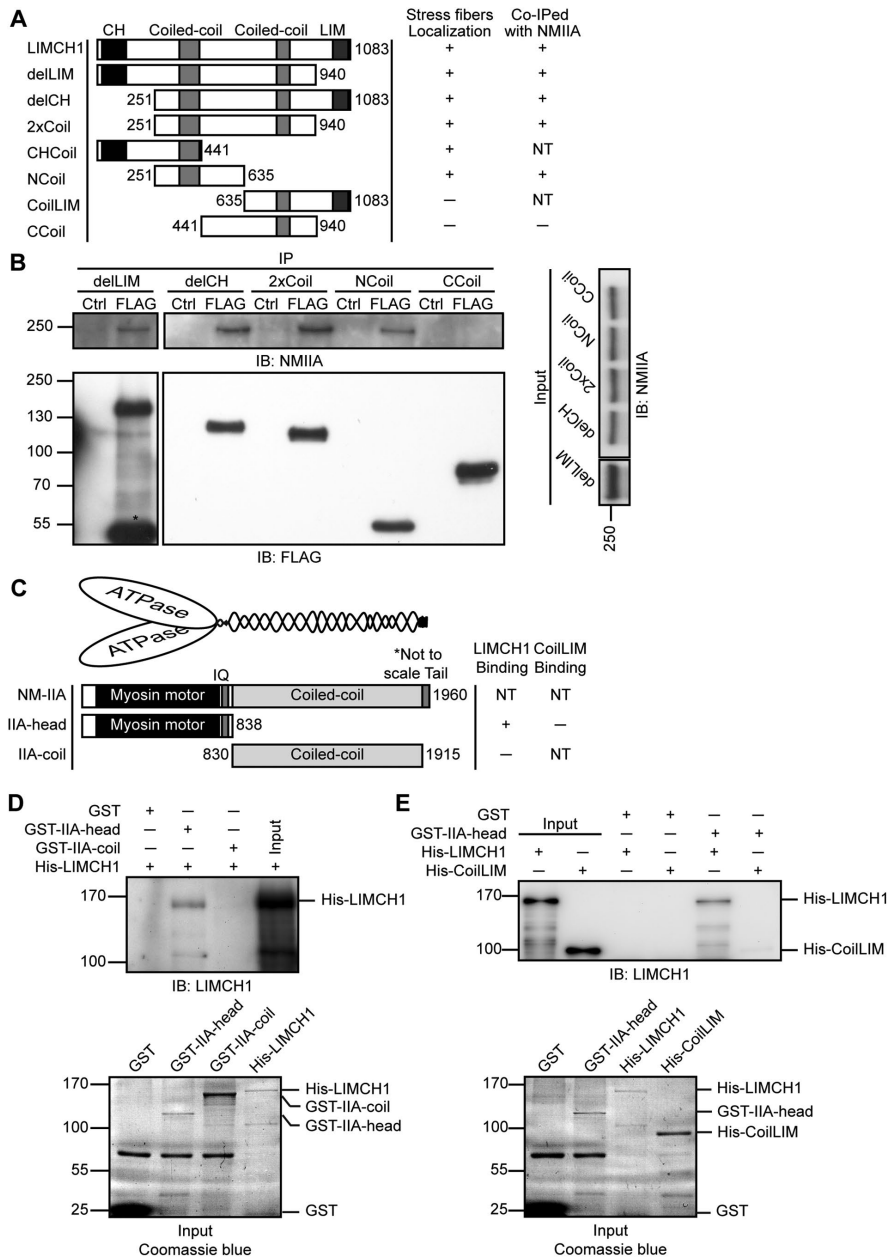 A
CH Coiled-coil Coiled-coil LIM
Stress fibers Localization
Co-IPed with NMIIA
LIMCH1 1083 + +
delLIM 940 + +
delCH 251 1083 + +
2xCoil 251 940 + +
CHCoil 441 + NT
NCoil 251 635 + +
CoilLIM 635 1083 — NT
CCoil 441 940 — —
B
IP
delLIM delCH 2xCoil NCoil CCoil
Ctrl FLAG Ctrl FLAG Ctrl FLAG Ctrl FLAG Ctrl FLAG
250
IB: NMIIA
250
130
100
70
55
*
IB: FLAG
Input
CCoil
NCoil
2xCoil
delCH
delLIM
IB: NMIIA
250
C
ATPase
ATPase
*Not to scale
LIMCH1 Binding
CoilLIM Binding
IQ Tail
NM-IIA Myosin motor Coiled-coil 1960 NT NT
IIA-head Myosin motor 838 + —
IIA-coil 830 Coiled-coil 1915 — NT
D
GST + — —
GST-IIA-head — + —
GST-IIA-coil — — + Input
His-LIMCH1 + + + +
170
His-LIMCH1
100
IB: LIMCH1
GST GST-IIA-head GST-IIA-coil His-LIMCH1
170
His-LIMCH1
GST-IIA-coil
100
GST-IIA-head
55
25
GST
Input
Coomassie blue
E
GST + + — —
GST-IIA-head Input — — + +
His-LIMCH1 + — + — + —
His-CoilLIM — + — + — +
170
His-LIMCH1
100
His-CoilLIM
IB: LIMCH1
GST GST-IIA-head His-LIMCH1 His-CoilLIM
170
His-LIMCH1
GST-IIA-head
100
His-CoilLIM
55
25
GST
Input
Coomassie blue